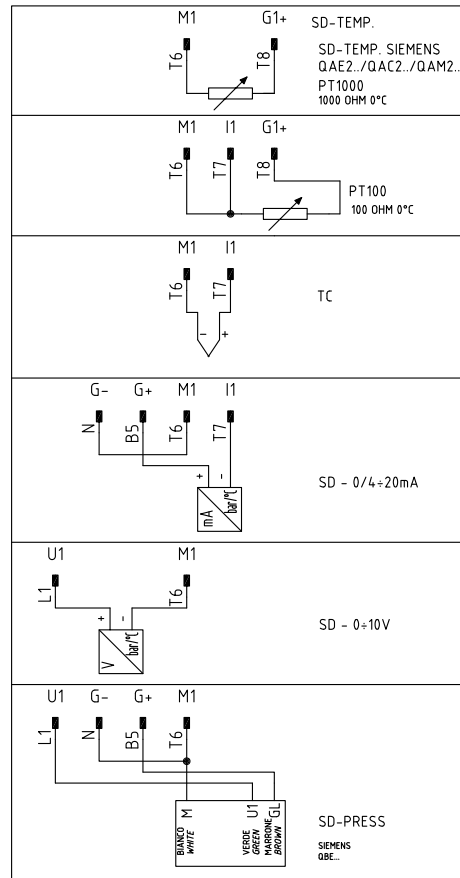 M1 G1+ SD-TEMP.
T6 T8
SD-TEMP. SIEMENS
QAE2../QAC2../QAM2..
PT1000
1000 OHM 0°C
M1 I1 G1+
T6 T7 T8
PT100
100 OHM 0°C
M1 I1
T6 T7
TC
- +
G- G+ M1 I1
N B5 T6 T7
+ -
mA bar/°C
SD - 0/4÷20mA
U1 M1
L1 T6
+ -
V bar/°C
SD - 0÷10V
U1 G- G+ M1
L1 N B5 T6
M U1 GL
BIANCO VERDE MARRONE
WHITE GREEN BROWN
SD-PRESS
SIEMENS
QBE...